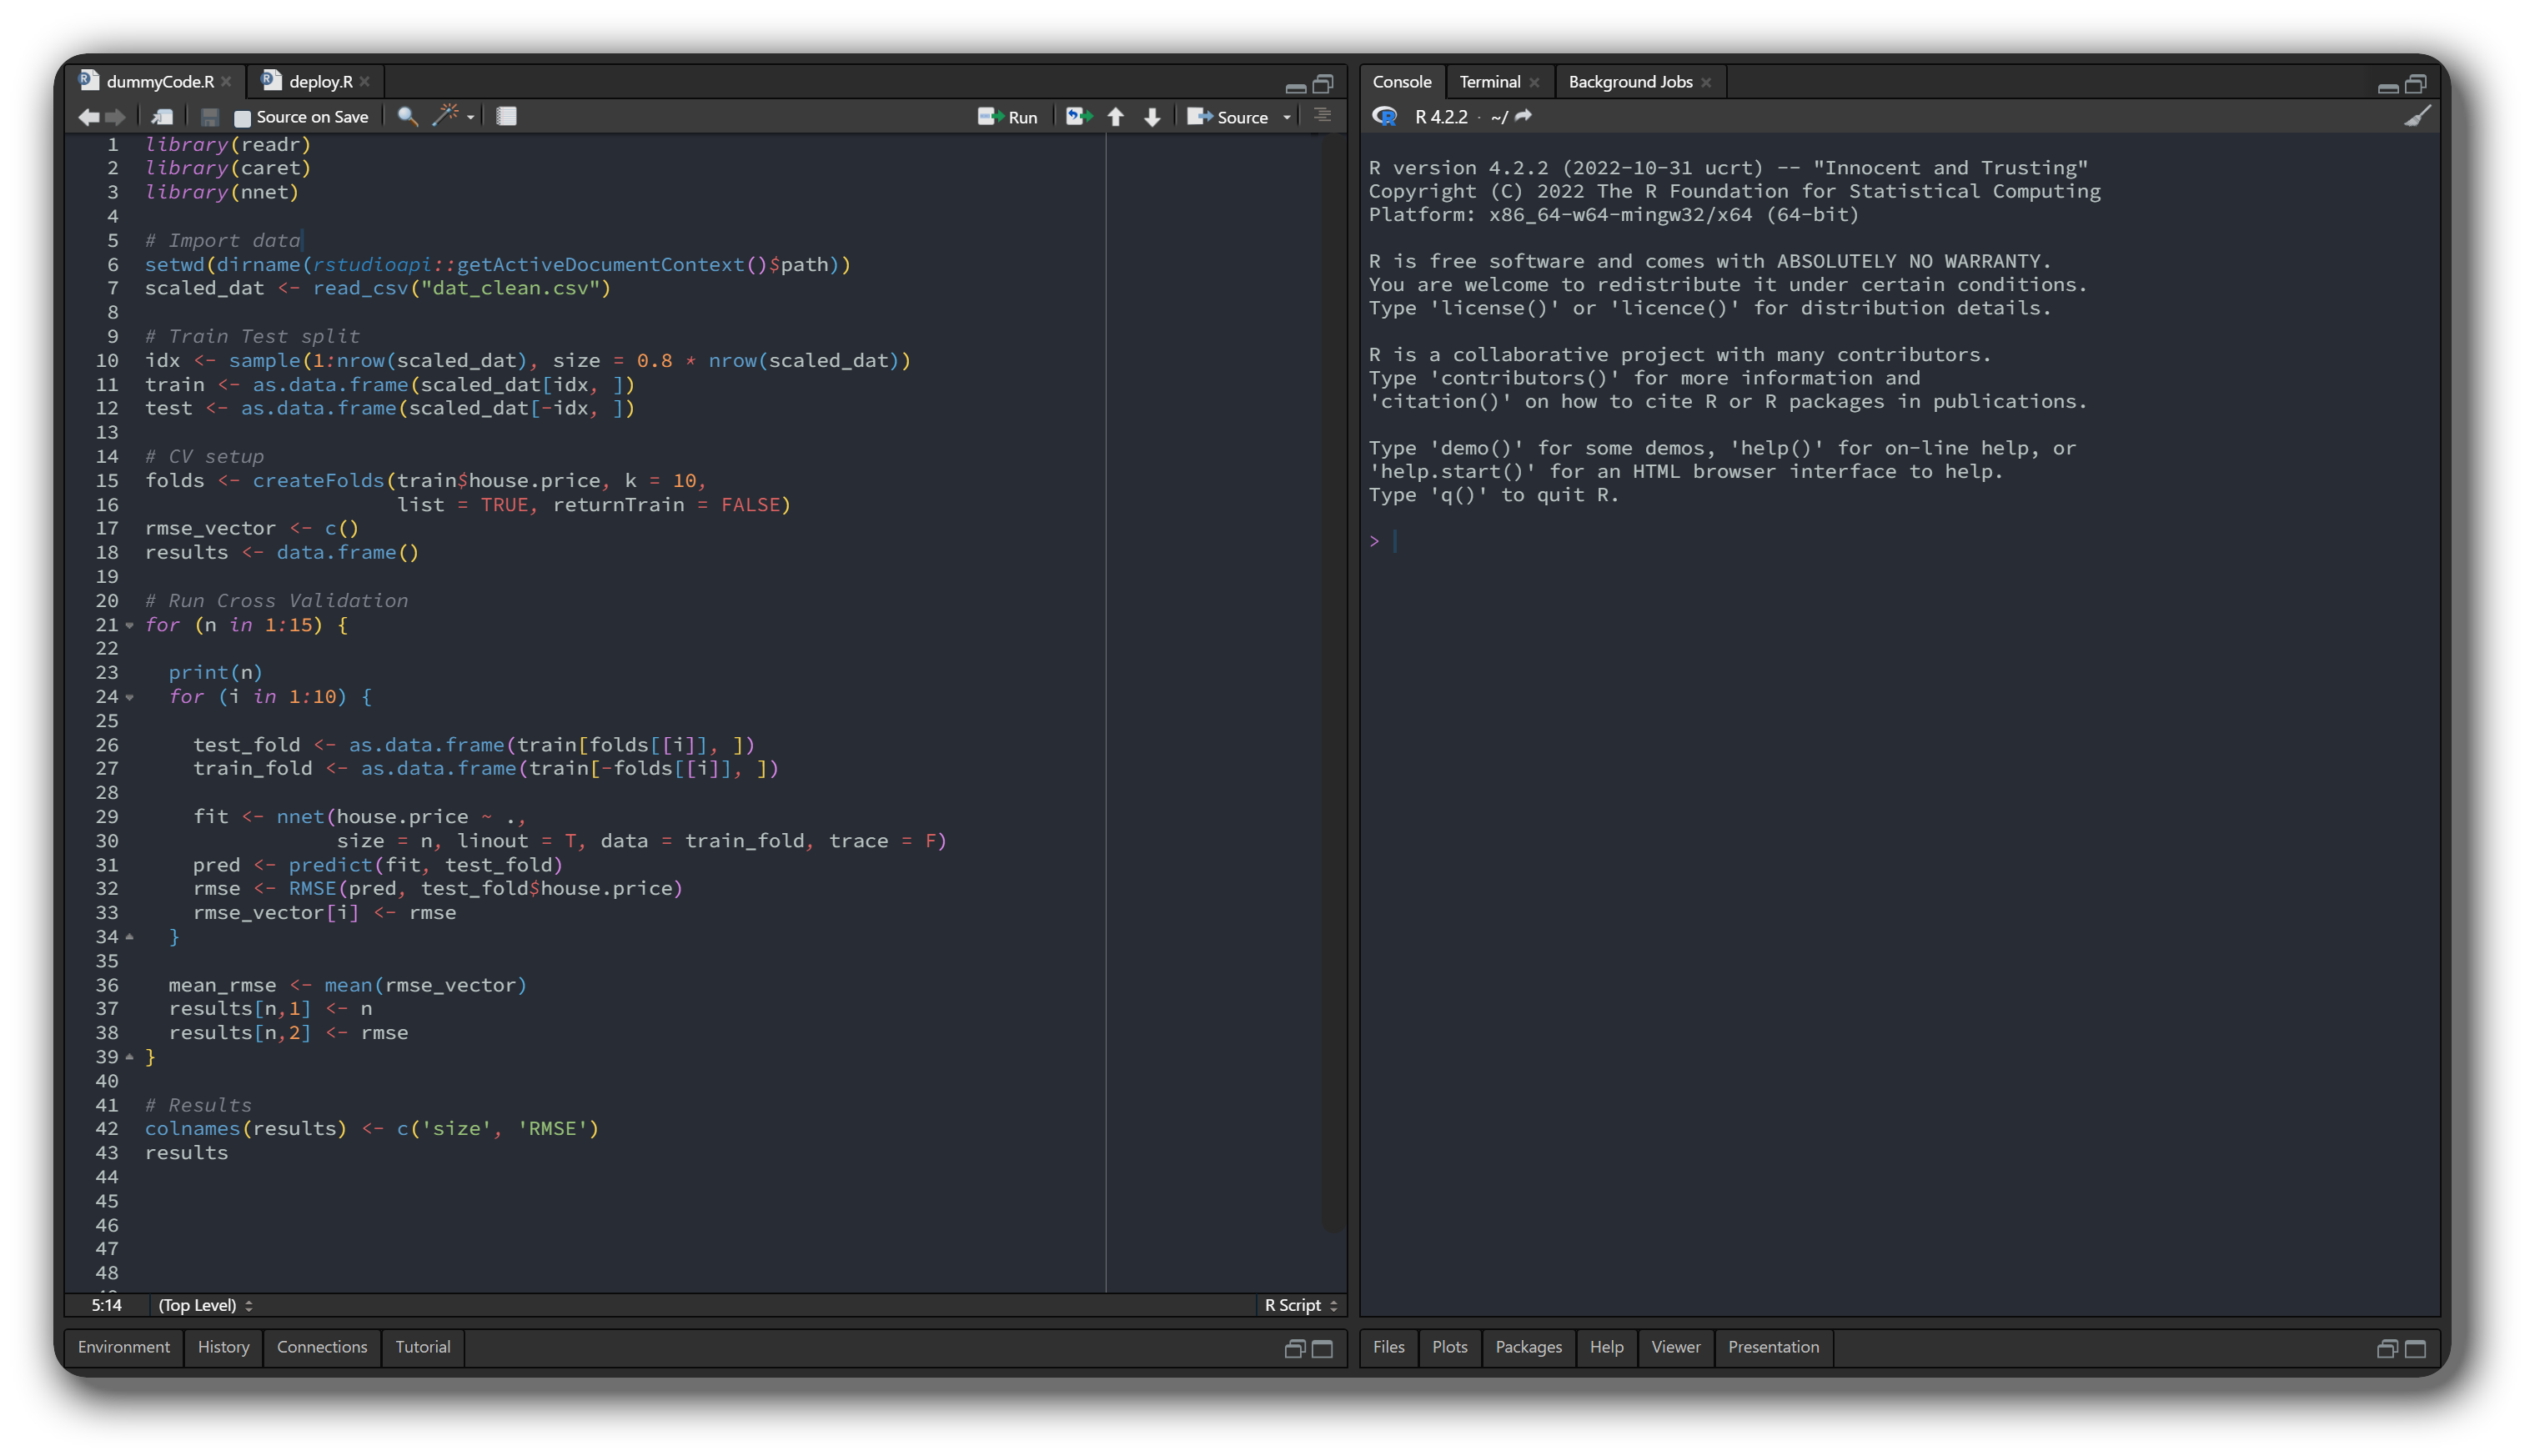 dummyCode.R deploy.R
Source on Save Run Source
1 library(readr)
2 library(caret)
3 library(nnet)
4
5 # Import data
6 setwd(dirname(rstudioapi::getActiveDocumentContext()$path))
7 scaled_dat <- read_csv("dat_clean.csv")
8
9 # Train Test split
10 idx <- sample(1:nrow(scaled_dat), size = 0.8 * nrow(scaled_dat))
11 train <- as.data.frame(scaled_dat[idx, ])
12 test <- as.data.frame(scaled_dat[-idx, ])
13
14 # CV setup
15 folds <- createFolds(train$house.price, k = 10,
16                      list = TRUE, returnTrain = FALSE)
17 rmse_vector <- c()
18 results <- data.frame()
19
20 # Run Cross Validation
21 for (n in 1:15) {
22
23   print(n)
24   for (i in 1:10) {
25
26     test_fold <- as.data.frame(train[folds[[i]], ])
27     train_fold <- as.data.frame(train[-folds[[i]], ])
28
29     fit <- nnet(house.price ~ .,
30                 size = n, linout = T, data = train_fold, trace = F)
31     pred <- predict(fit, test_fold)
32     rmse <- RMSE(pred, test_fold$house.price)
33     rmse_vector[i] <- rmse
34   }
35
36   mean_rmse <- mean(rmse_vector)
37   results[n,1] <- n
38   results[n,2] <- rmse
39 }
40
41 # Results
42 colnames(results) <- c('size', 'RMSE')
43 results
44
45
46
47
48
5:14 (Top Level) R Script
Environment History Connections Tutorial
Console Terminal Background Jobs
R 4.2.2 · ~/
R version 4.2.2 (2022-10-31 ucrt) -- "Innocent and Trusting"
Copyright (C) 2022 The R Foundation for Statistical Computing
Platform: x86_64-w64-mingw32/x64 (64-bit)
R is free software and comes with ABSOLUTELY NO WARRANTY.
You are welcome to redistribute it under certain conditions.
Type 'license()' or 'licence()' for distribution details.
R is a collaborative project with many contributors.
Type 'contributors()' for more information and
'citation()' on how to cite R or R packages in publications.
Type 'demo()' for some demos, 'help()' for on-line help, or
'help.start()' for an HTML browser interface to help.
Type 'q()' to quit R.
>
Files Plots Packages Help Viewer Presentation